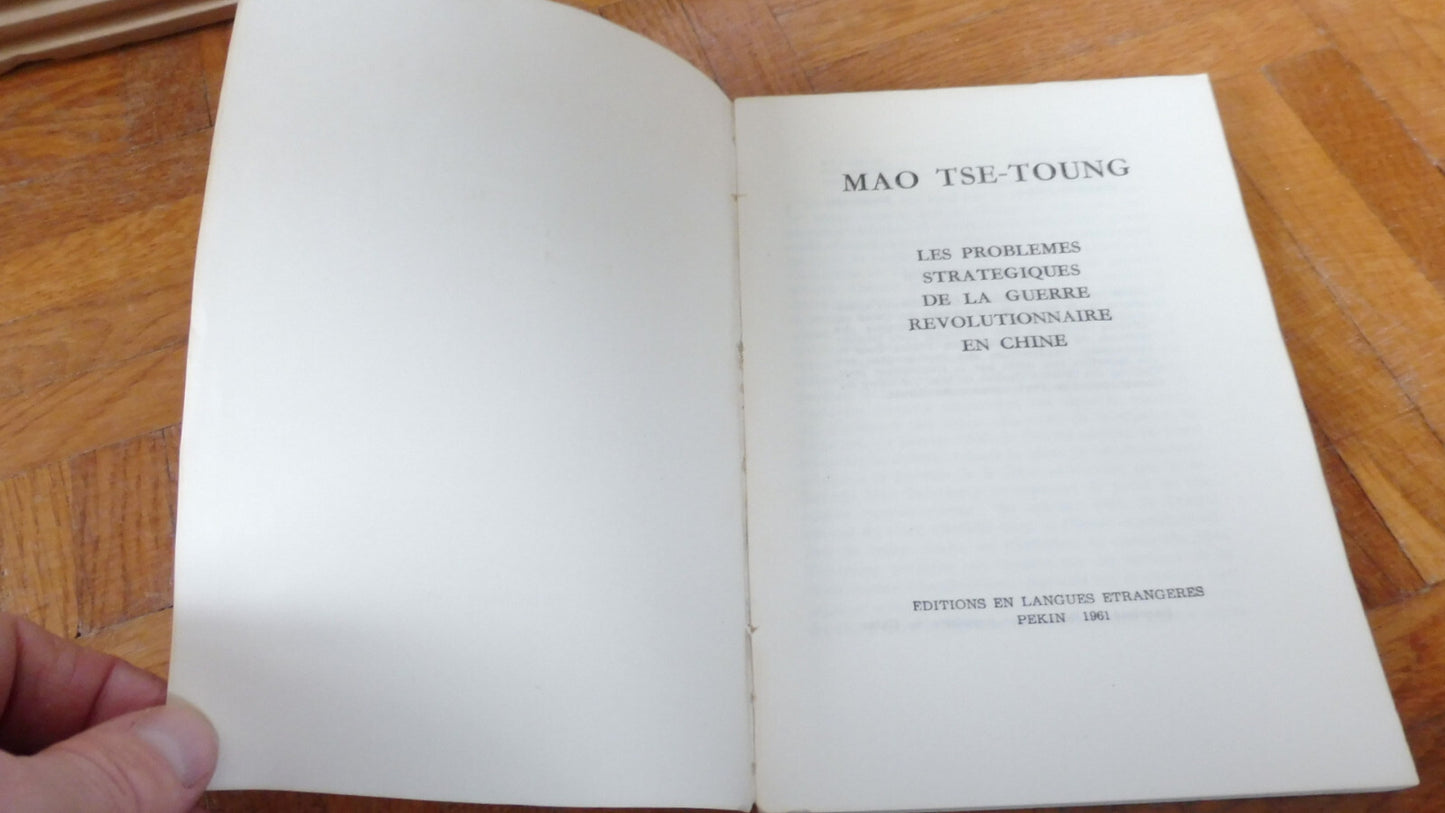 MAO TSE-TOUNG
LES PROBLEMES
STRATEGIQUES
DE LA GUERRE
REVOLUTIONNAIRE
EN CHINE
EDITIONS EN LANGUES ETRANGERES
PEKIN 1961